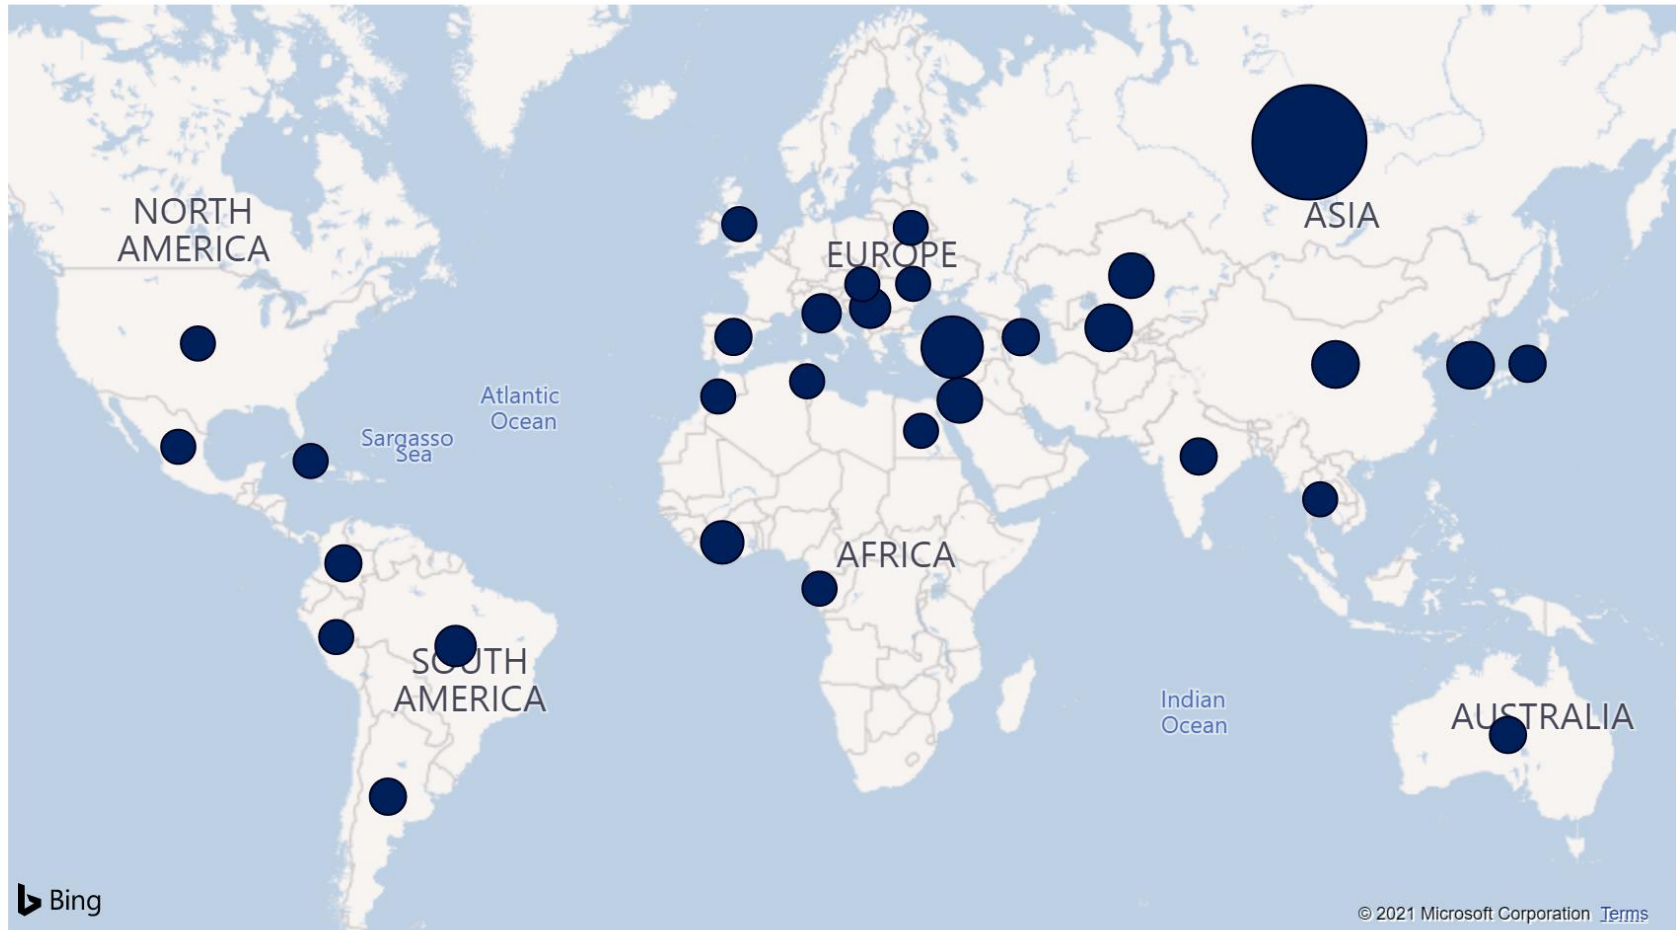 NORTH
AMERICA
ASIA
EUROPE
Atlantic
Ocean
Sargasso
Sea
AFRICA
SOUTH
AMERICA
Indian
Ocean
AUSTRALIA
Bing
© 2021 Microsoft Corporation Terms